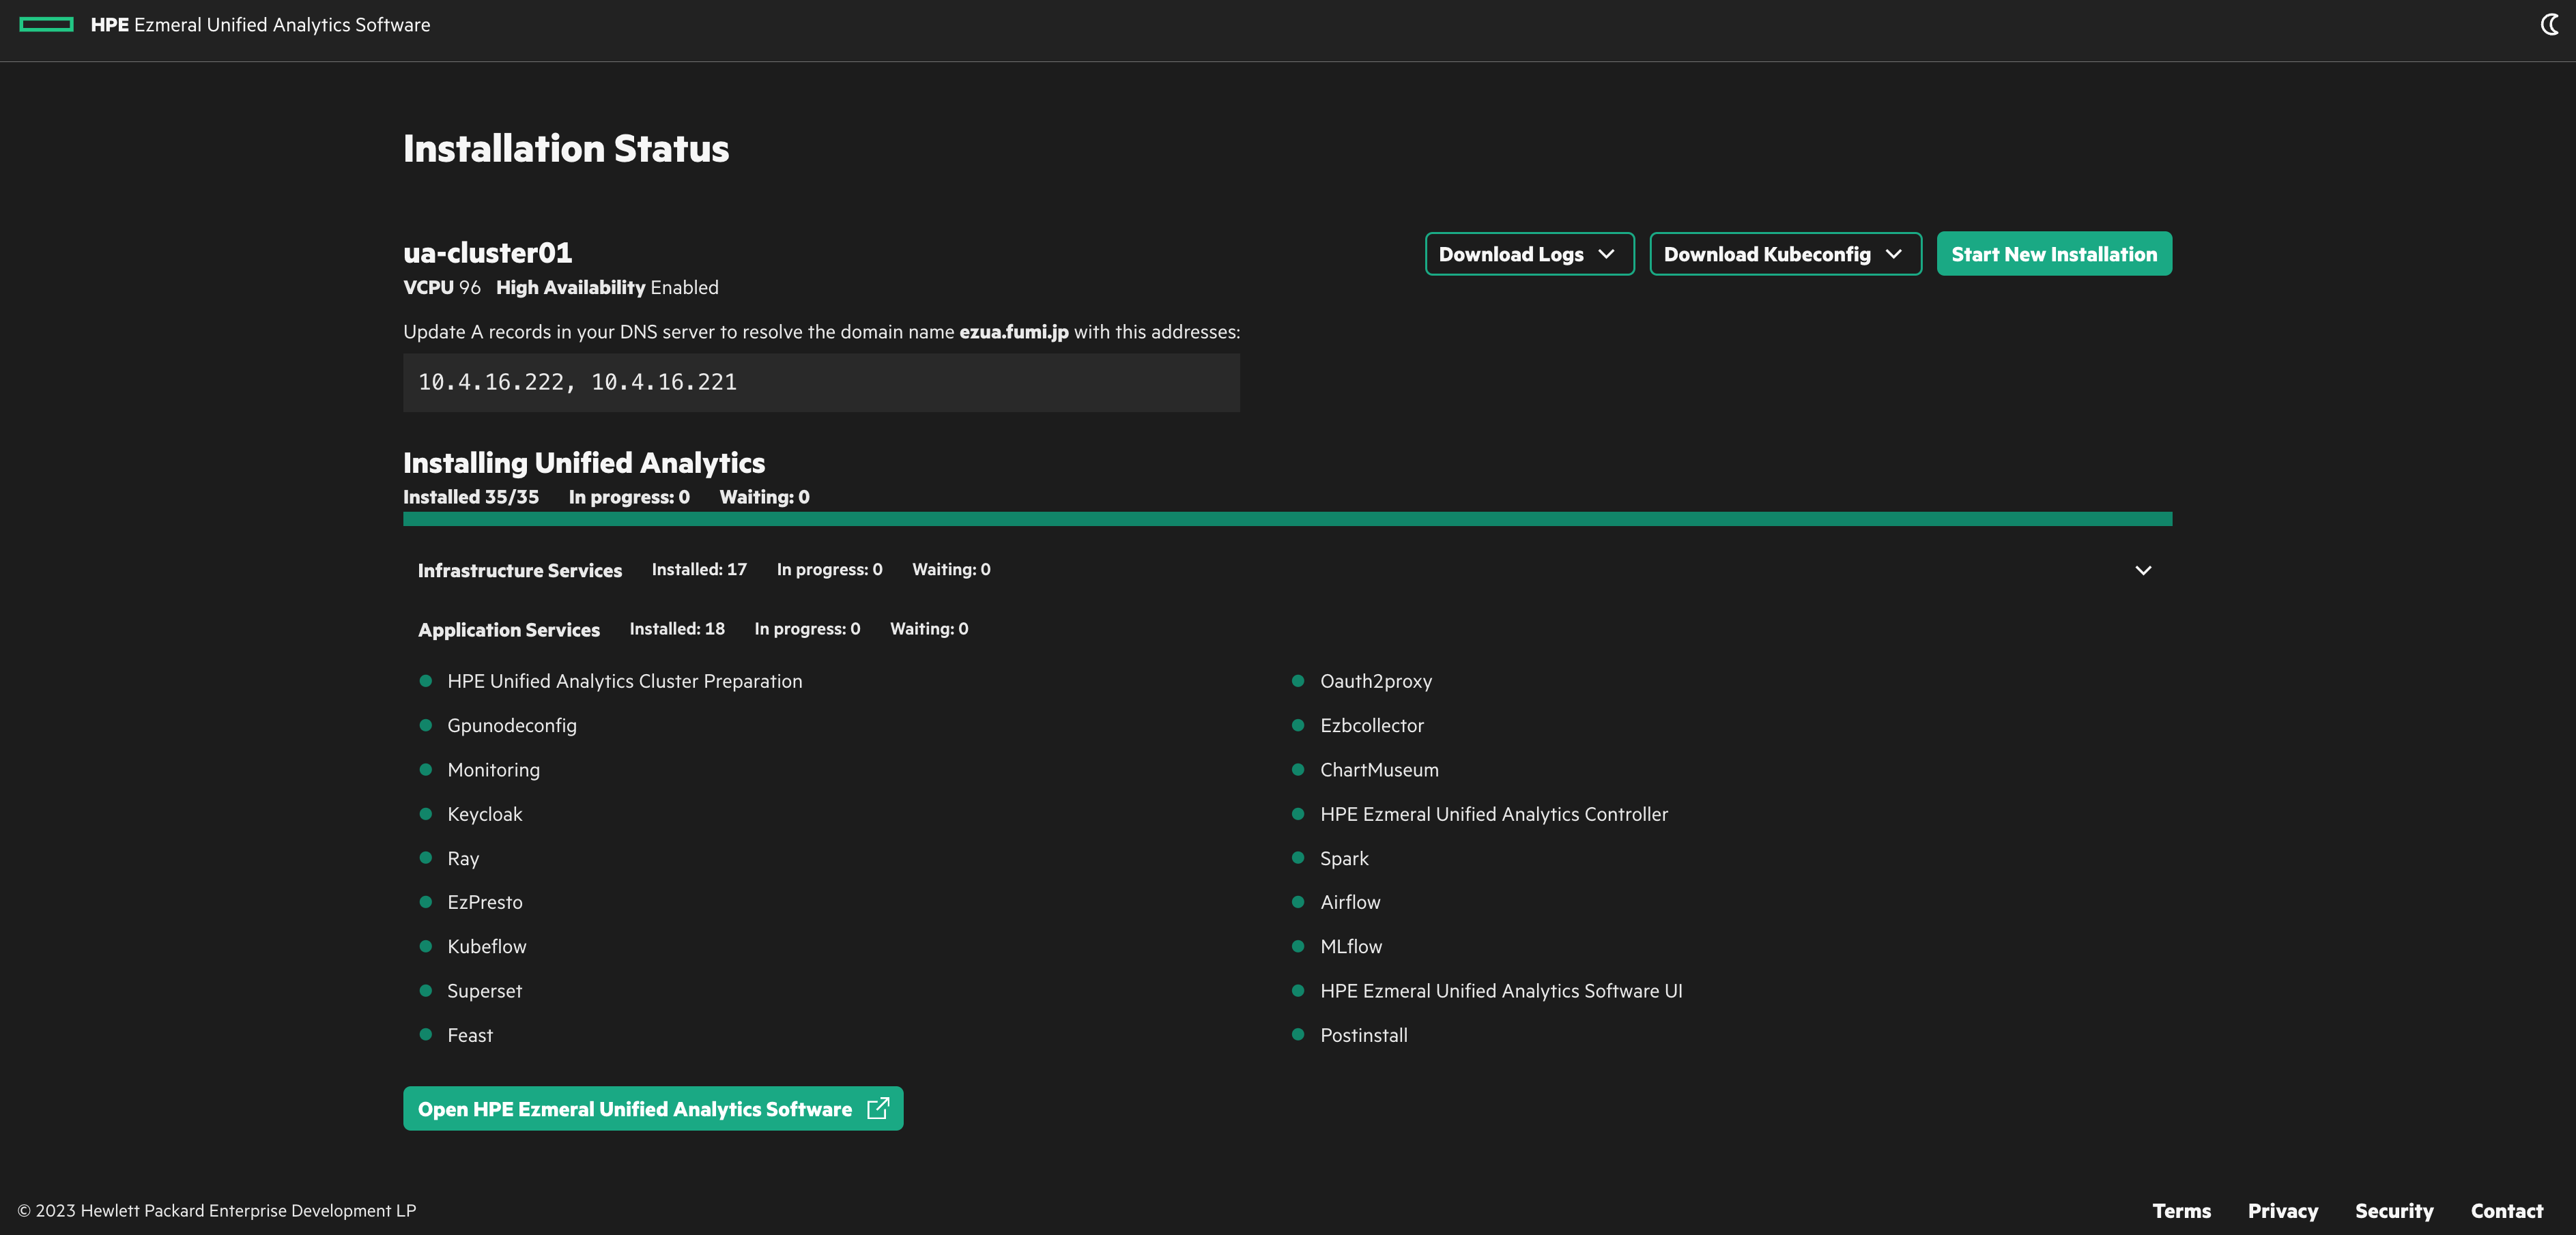 HPE Ezmeral Unified Analytics Software
Installation Status
ua-cluster01
Download Logs
Download Kubeconfig
Start New Installation
VCPU 96 High Availability Enabled
Update A records in your DNS server to resolve the domain name ezua.fumi.jp with this addresses:
10.4.16.222, 10.4.16.221
Installing Unified Analytics
Installed 35/35 In progress: 0 Waiting: 0
Infrastructure Services Installed: 17 In progress: 0 Waiting: 0
Application Services Installed: 18 In progress: 0 Waiting: 0
HPE Unified Analytics Cluster Preparation
Oauth2proxy
Gpunodeconfig
Ezbcollector
Monitoring
ChartMuseum
Keycloak
HPE Ezmeral Unified Analytics Controller
Ray
Spark
EzPresto
Airflow
Kubeflow
MLflow
Superset
HPE Ezmeral Unified Analytics Software UI
Feast
Postinstall
Open HPE Ezmeral Unified Analytics Software
© 2023 Hewlett Packard Enterprise Development LP
Terms Privacy Security Contact